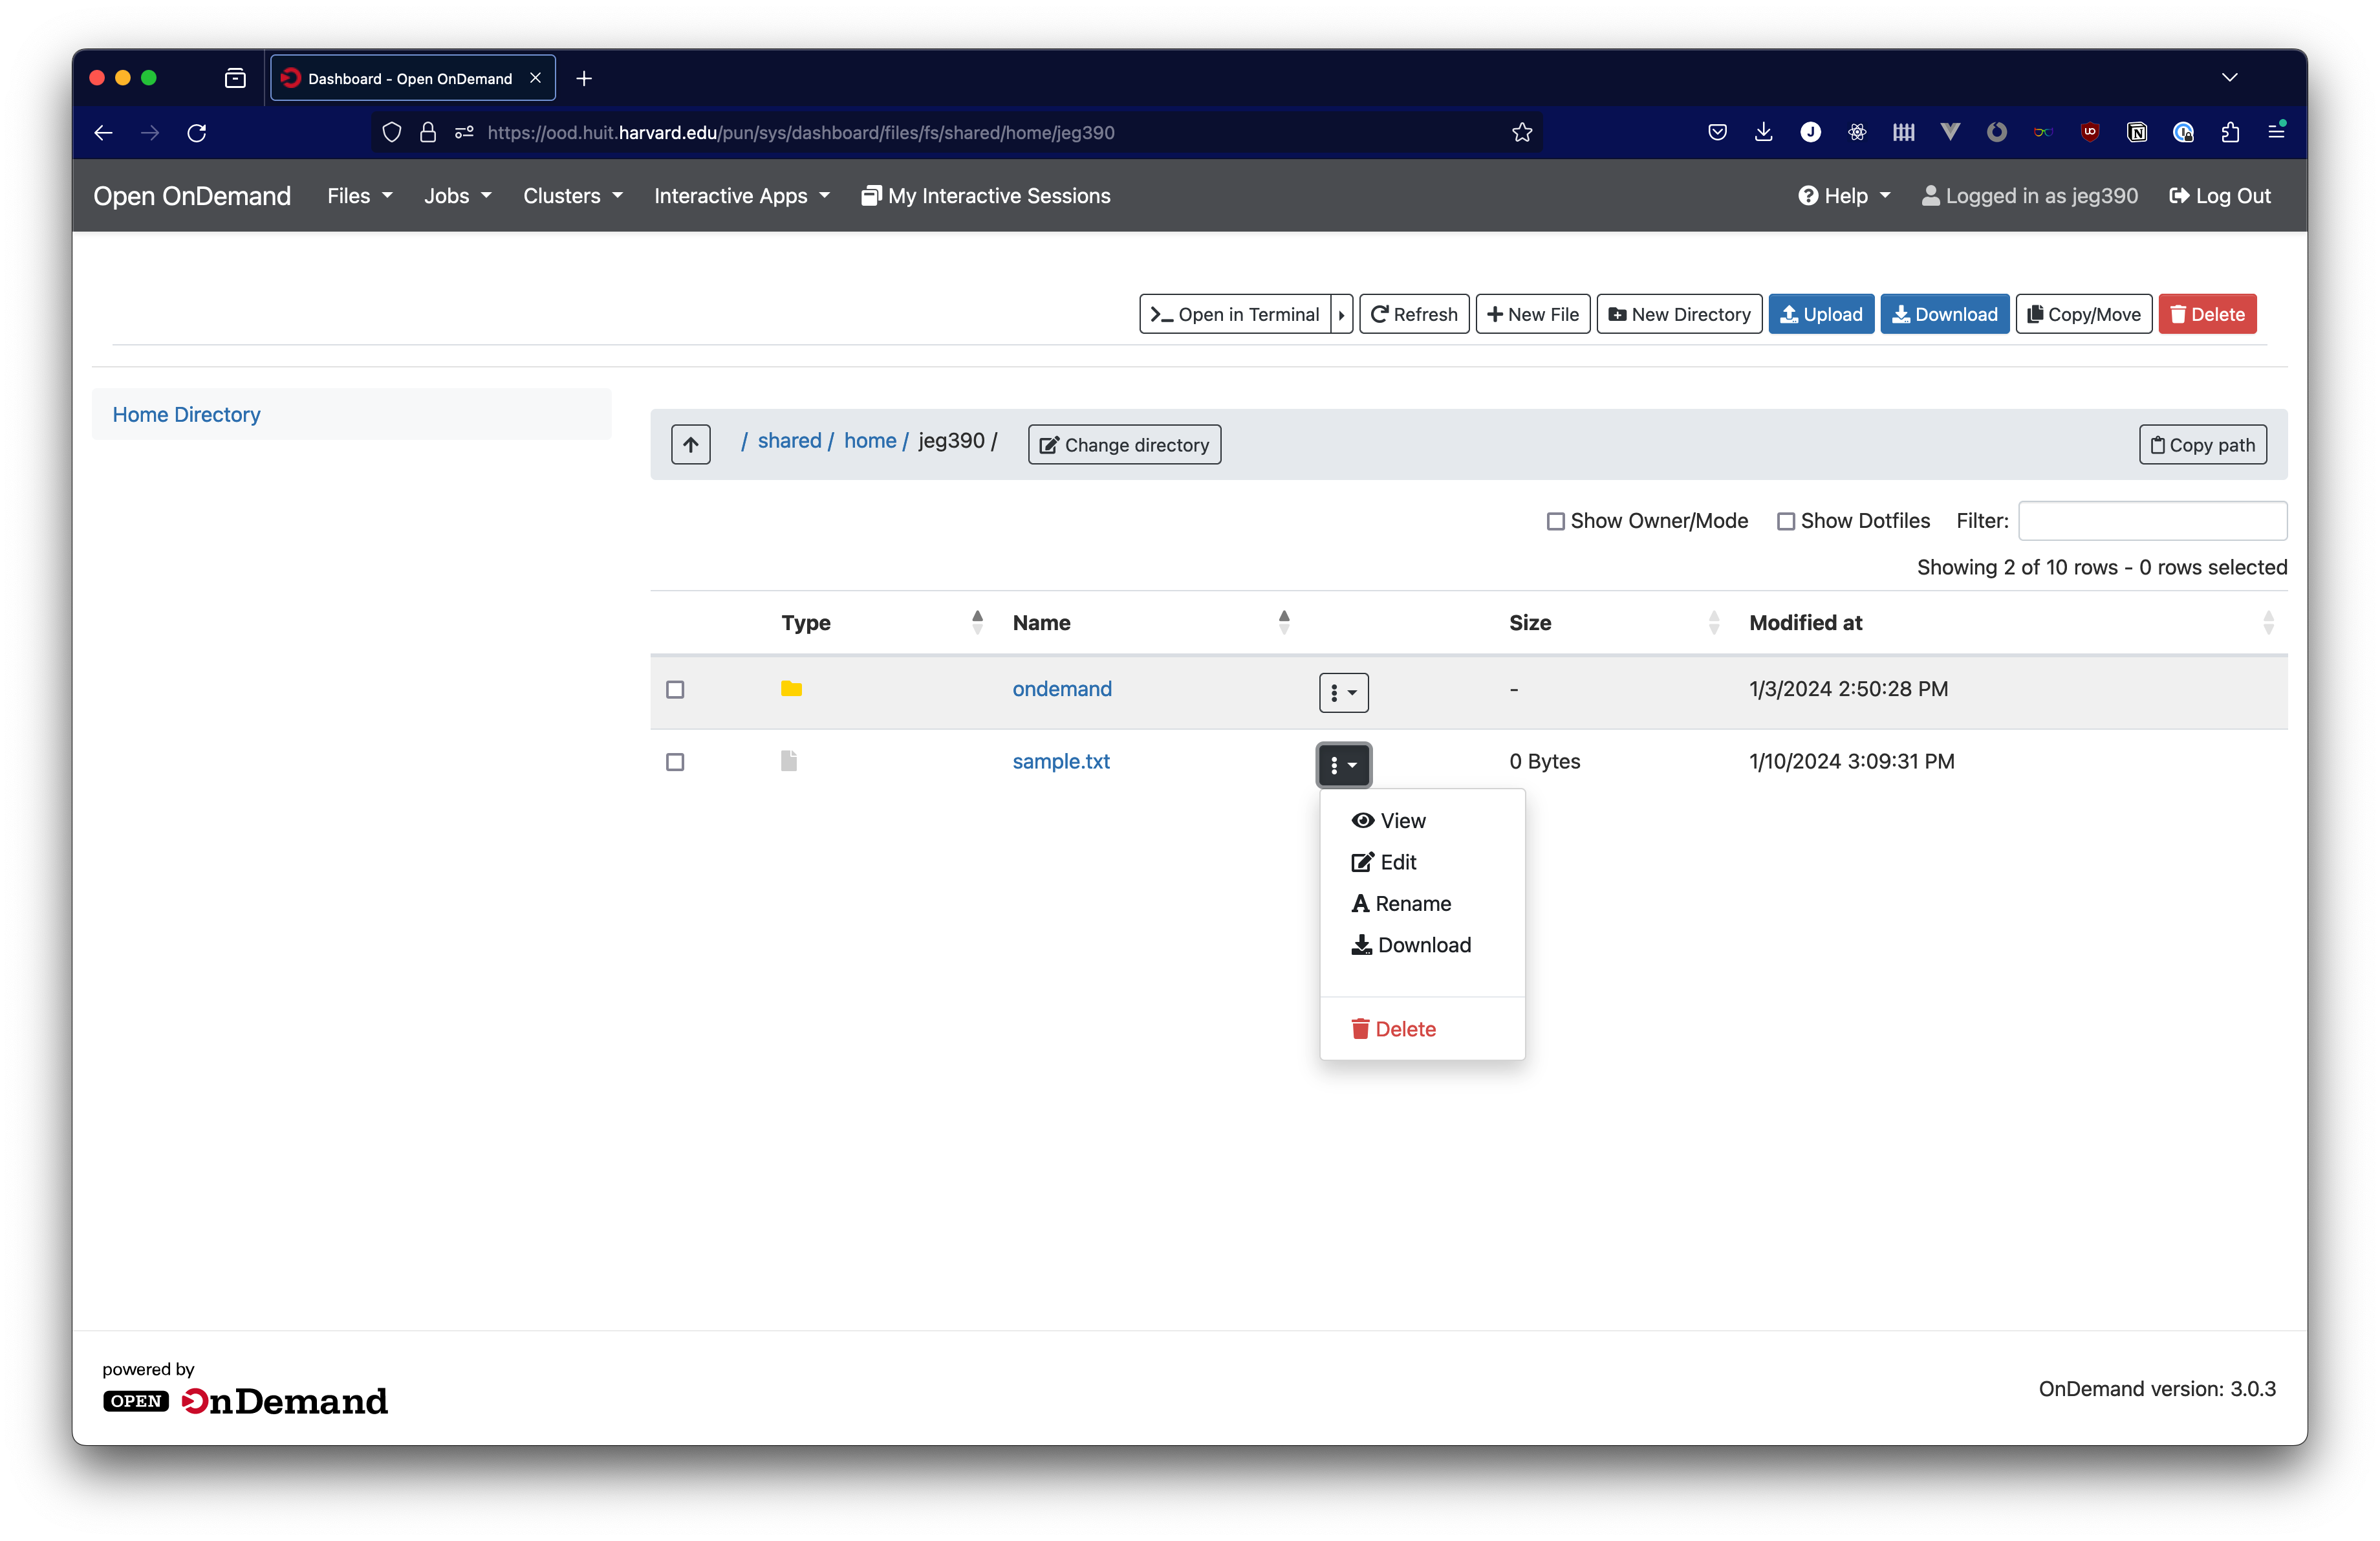 Dashboard - Open OnDemand
https://ood.huit.harvard.edu/pun/sys/dashboard/files/fs/shared/home/jeg390
Open OnDemand Files Jobs Clusters Interactive Apps My Interactive Sessions Help Logged in as jeg390 Log Out
Open in Terminal Refresh New File New Directory Upload Download Copy/Move Delete
Home Directory
/ shared / home / jeg390 / Change directory Copy path
Show Owner/Mode Show Dotfiles Filter:
Showing 2 of 10 rows - 0 rows selected
Type Name Size Modified at
ondemand - 1/3/2024 2:50:28 PM
sample.txt 0 Bytes 1/10/2024 3:09:31 PM
View
Edit
Rename
Download
Delete
powered by
OPEN OnDemand
OnDemand version: 3.0.3